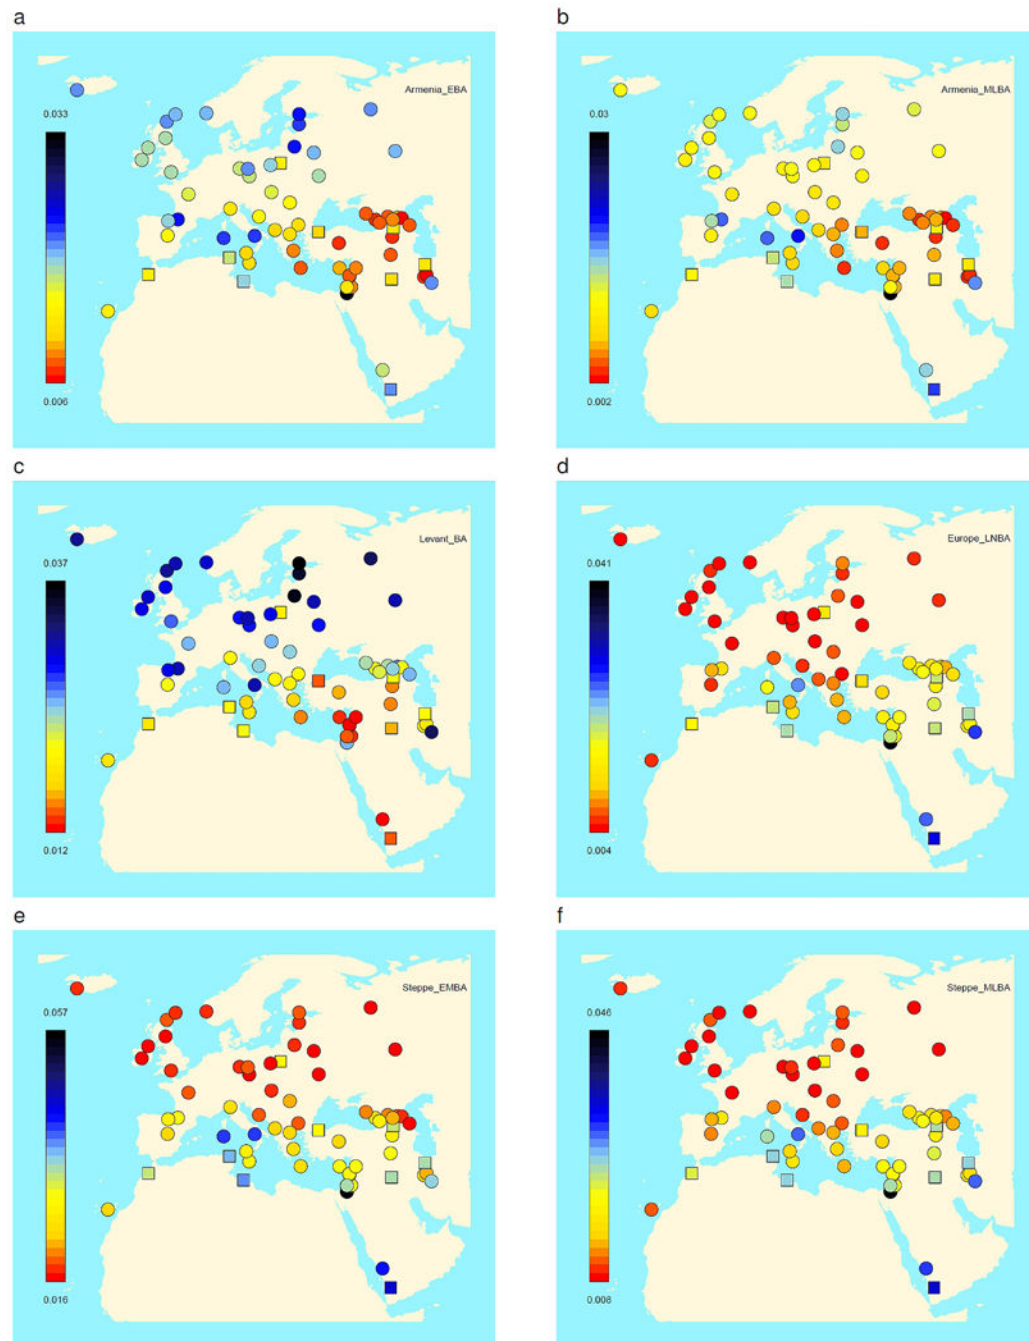 a
b
Armenia_EBA
Armenia_MLBA
0.033
0.03
0.006
0.002
c
d
Levant_BA
Europe_LNBA
0.037
0.041
0.012
0.004
e
f
Steppe_EMBA
Steppe_MLBA
0.057
0.046
0.016
0.008